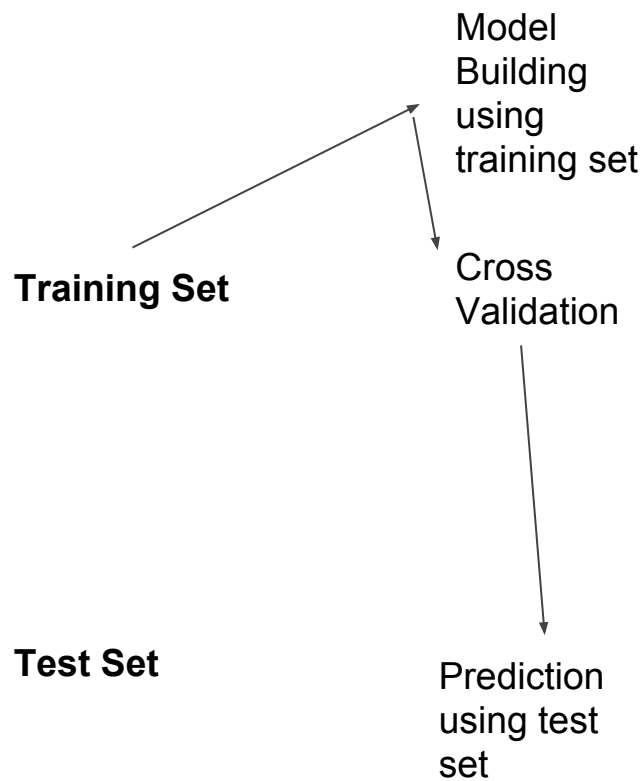 Model
Building
using
training set
Training Set
Cross
Validation
Test Set
Prediction
using test
set